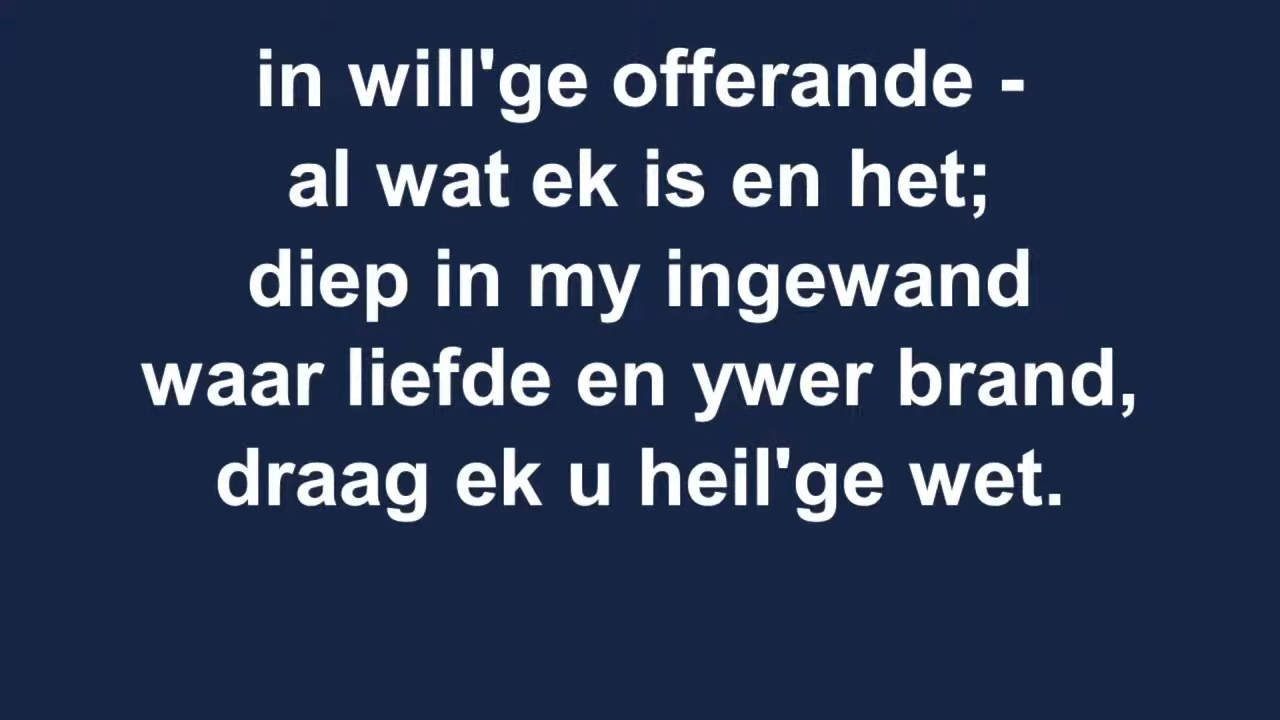 in will'ge offerande -
al wat ek is en het;
diep in my ingewand
waar liefde en ywer brand,
draag ek u heil'ge wet.